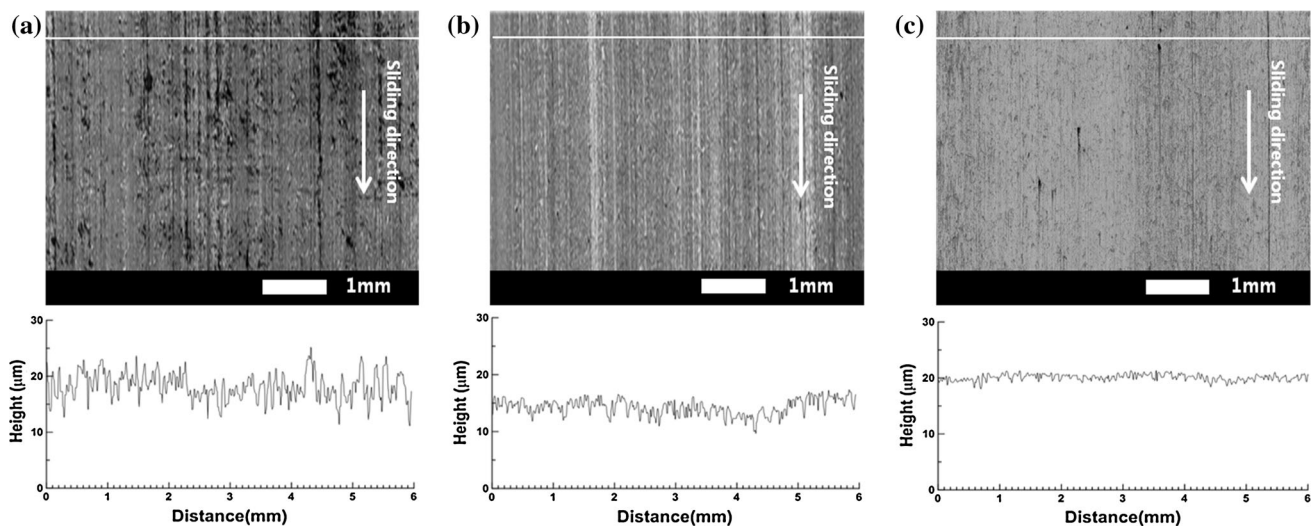 (a)
Sliding direction
1mm
30
20
10
0
Height (μm)
0 1 2 3 4 5 6
Distance(mm)
(b)
Sliding direction
1mm
30
20
10
0
Height (μm)
0 1 2 3 4 5 6
Distance(mm)
(c)
Sliding direction
1mm
30
20
10
0
Height (μm)
0 1 2 3 4 5 6
Distance(mm)